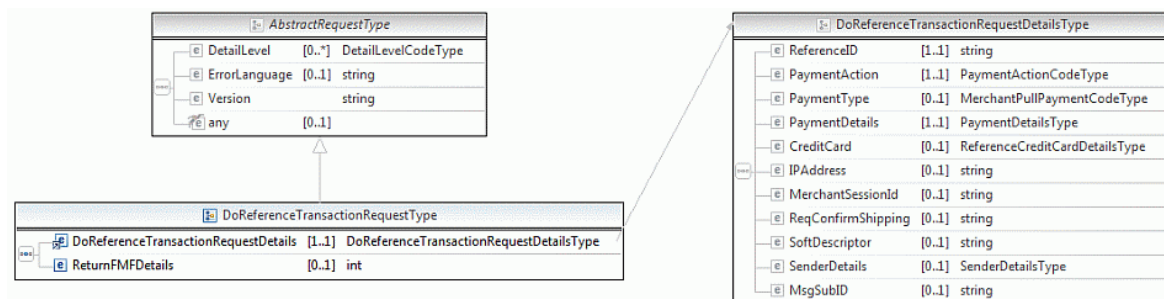 AbstractRequestType
DetailLevel [0..*] DetailLevelCodeType
ErrorLanguage [0..1] string
Version string
any [0..1]
DoReferenceTransactionRequestType
DoReferenceTransactionRequestDetails [1..1] DoReferenceTransactionRequestDetailsType
ReturnFMFDetails [0..1] int
DoReferenceTransactionRequestDetailsType
ReferenceID [1..1] string
PaymentAction [1..1] PaymentActionCodeType
PaymentType [0..1] MerchantPullPaymentCodeType
PaymentDetails [1..1] PaymentDetailsType
CreditCard [0..1] ReferenceCreditCardDetailsType
IPAddress [0..1] string
MerchantSessionId [0..1] string
ReqConfirmShipping [0..1] string
SoftDescriptor [0..1] string
SenderDetails [0..1] SenderDetailsType
MsgSubID [0..1] string